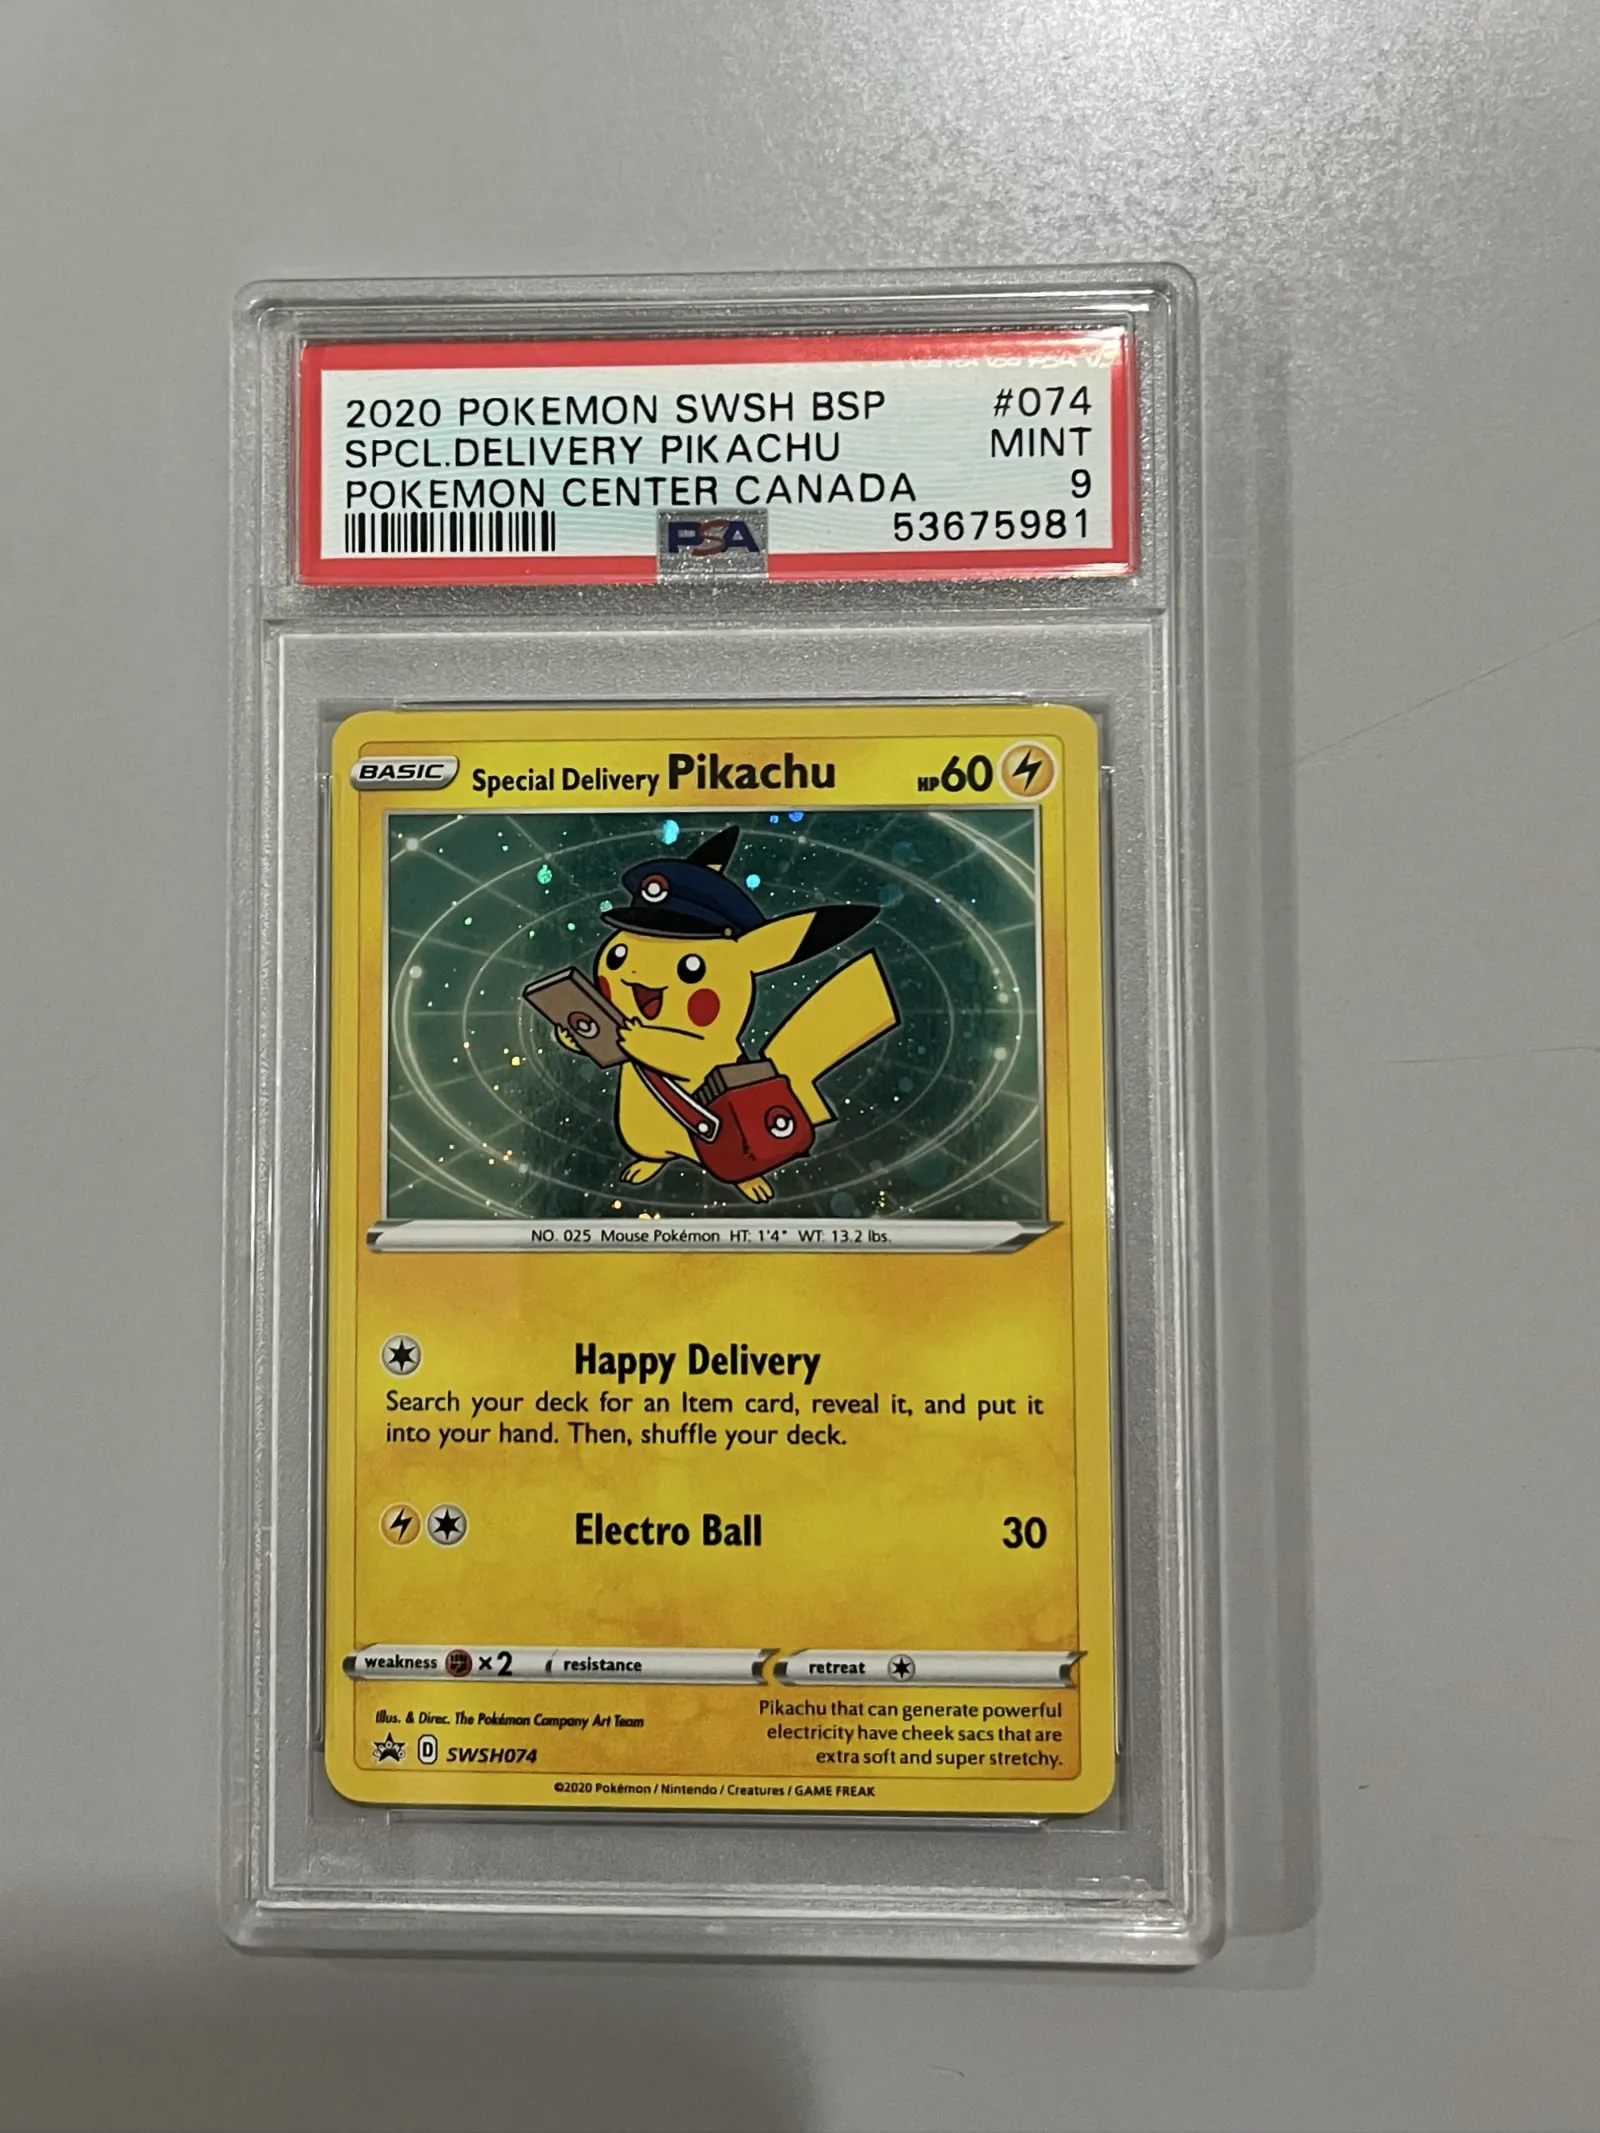 2020 POKEMON SWSH BSP #074
SPCL.DELIVERY PIKACHU MINT
POKEMON CENTER CANADA 9
53675981
PSA
BASIC Special Delivery Pikachu HP60
NO. 025 Mouse Pokémon HT: 1'4" WT: 13.2 lbs.
Happy Delivery
Search your deck for an Item card, reveal it, and put it
into your hand. Then, shuffle your deck.
Electro Ball 30
weakness ×2 resistance retreat
Illus. & Direc. The Pokémon Company Art Team
D SWSH074
Pikachu that can generate powerful
electricity have cheek sacs that are
extra soft and super stretchy.
©2020 Pokémon / Nintendo / Creatures / GAME FREAK